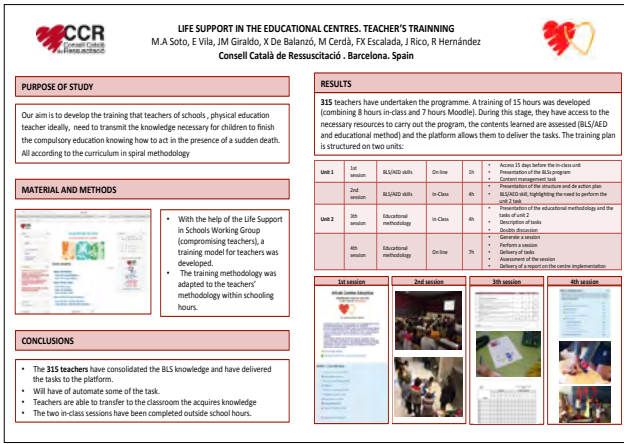 CCR
Consell Català
de Ressuscitació
LIFE SUPPORT IN THE EDUCATIONAL CENTRES. TEACHER'S TRAINNING
M.A Soto, E Vila, JM Giraldo, X De Balanzó, M Cerdà, FX Escalada, J Rico, R Hernández
Consell Català de Ressuscitació . Barcelona. Spain
PURPOSE OF STUDY
Our aim is to develop the training that teachers of schools , physical education
teacher ideally, need to transmit the knowledge necessary for children to finish
the compulsory education knowing how to act in the presence of a sudden death.
All according to the curriculum in spiral methodology
MATERIAL AND METHODS
• With the help of the Life Support
in Schools Working Group
(compromising teachers), a
training model for teachers was
developed.
• The training methodology was
adapted to the teachers'
methodology within schooling
hours.
CONCLUSIONS
• The 315 teachers have consolidated the BLS knowledge and have delivered
the tasks to the platform.
• Will have of automate some of the task.
• Teachers are able to transfer to the classroom the acquires knowledge
• The two in-class sessions have been completed outside school hours.
RESULTS
315 teachers have undertaken the programme. A training of 15 hours was developed
(combining 8 hours in-class and 7 hours Moodle). During this stage, they have access to the
necessary resources to carry out the program, the contents learned are assessed (BLS/AED
and educational method) and the platform allows them to deliver the tasks. The training plan
is structured on two units:
Unit 1 1st session BLS/AED skills On line 1h
• Access 15 days before the in-class unit
• Presentation of the BLSs program
• Content management task
2nd session BLS/AED skills In-Class 4h
• Presentation of the structure and de action plan
• BLS/AED skill, highlighting the need to perform the
unit 2 task
Unit 2 3th session Educational methodology In-Class 4h
• Presentation of the educational methodology and the
tasks of unit 2
• Description of tasks
• Doubts discussion
4th session Educational methodology On line 7h
• Generate a session
• Perform a session
• Delivery of tasks
• Assessment of the session
• Delivery of a report on the centre implementation
1st session 2nd session 3th session 4th session